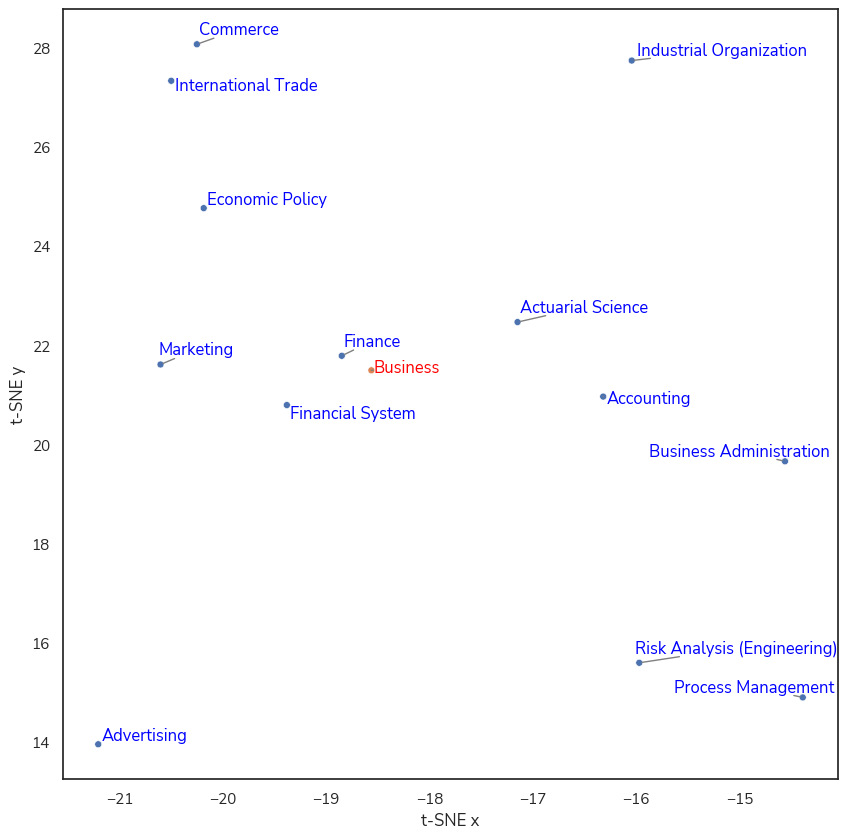 Commerce
Industrial Organization
International Trade
Economic Policy
Actuarial Science
Finance
Marketing
Business
Accounting
Financial System
Business Administration
Risk Analysis (Engineering)
Process Management
Advertising
28
26
24
22
20
18
16
14
t-SNE y
−21
−20
−19
−18
−17
−16
−15
t-SNE x